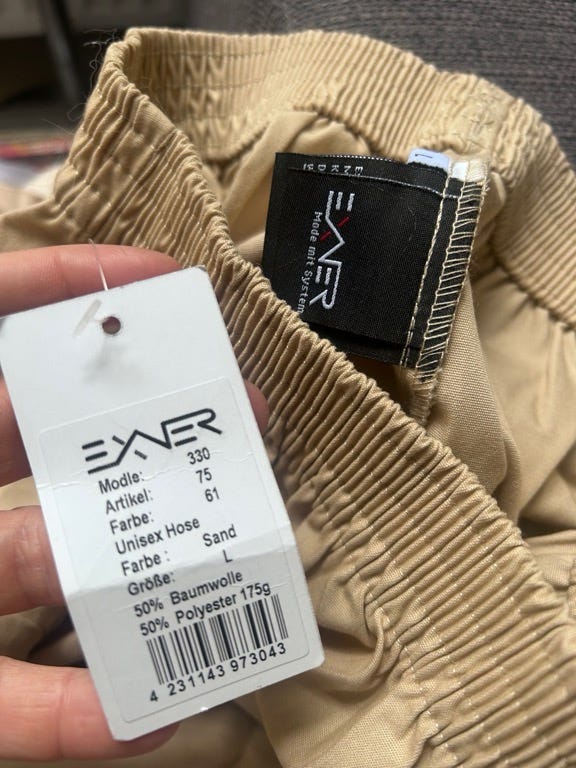 EXNER
Mode mit System
EXNER
Modle: 330
Artikel: 75
Farbe: 61
Unisex Hose
Farbe : Sand
Größe: L
50% Baumwolle
50% Polyester 175g
4 231143 973043